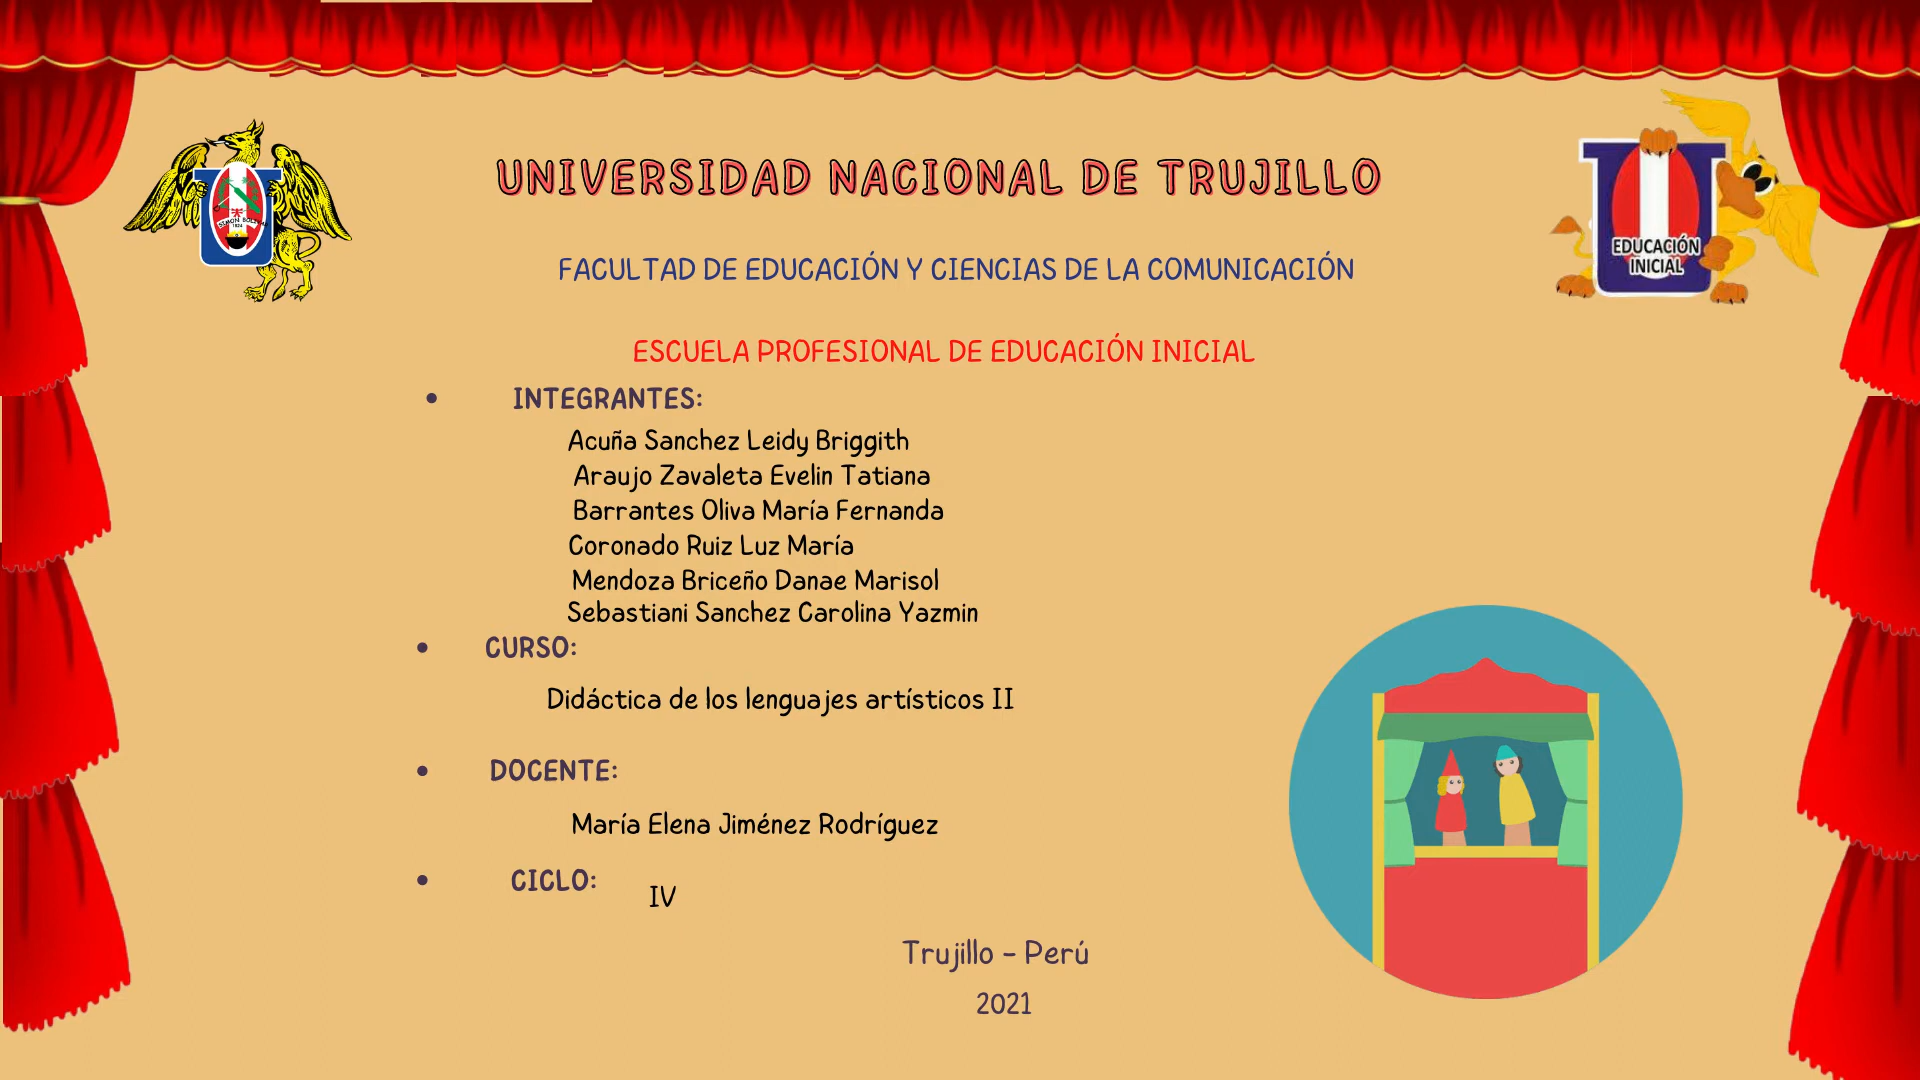 UNIVERSIDAD NACIONAL DE TRUJILLO
SIMON BOLIVAR
1824
EDUCACIÓN
INICIAL
FACULTAD DE EDUCACIÓN Y CIENCIAS DE LA COMUNICACIÓN
ESCUELA PROFESIONAL DE EDUCACIÓN INICIAL
• INTEGRANTES:
Acuña Sanchez Leidy Briggith
Araujo Zavaleta Evelin Tatiana
Barrantes Oliva María Fernanda
Coronado Ruiz Luz María
Mendoza Briceño Danae Marisol
Sebastiani Sanchez Carolina Yazmin
• CURSO:
Didáctica de los lenguajes artísticos II
• DOCENTE:
María Elena Jiménez Rodríguez
• CICLO:
IV
Trujillo - Perú
2021